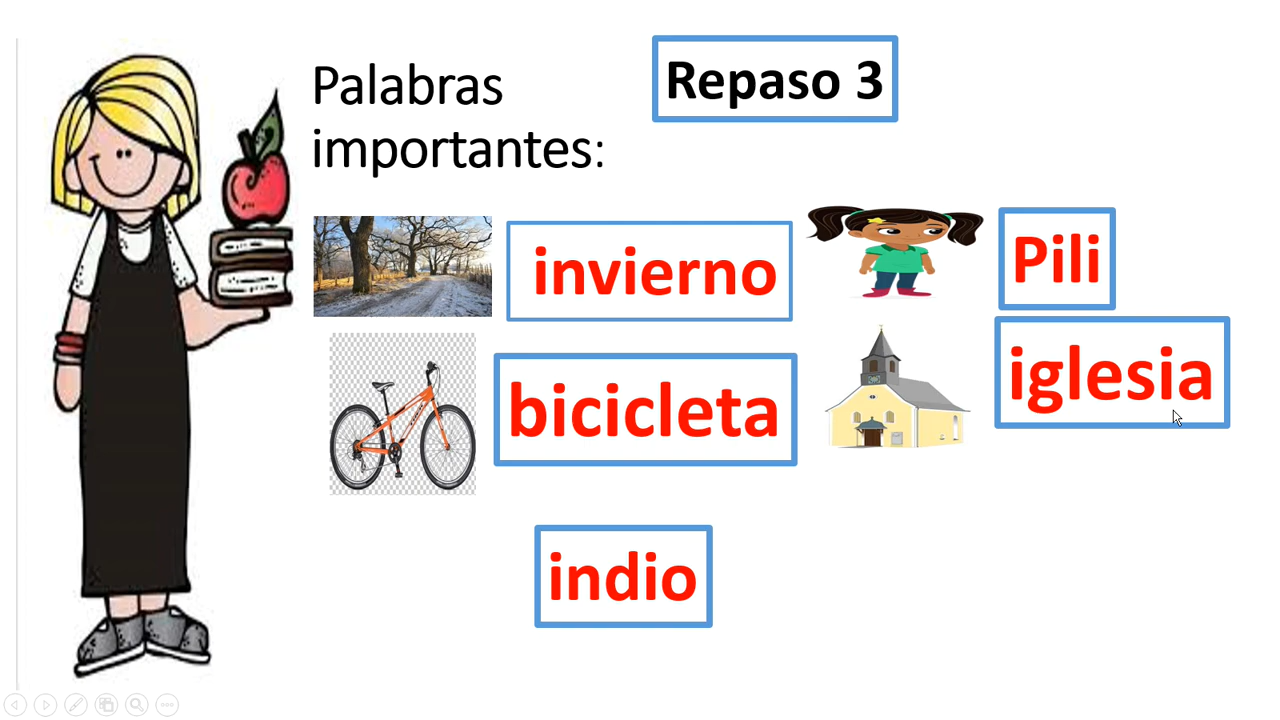 Palabras
importantes:
Repaso 3
invierno
Pili
bicicleta
iglesia
indio